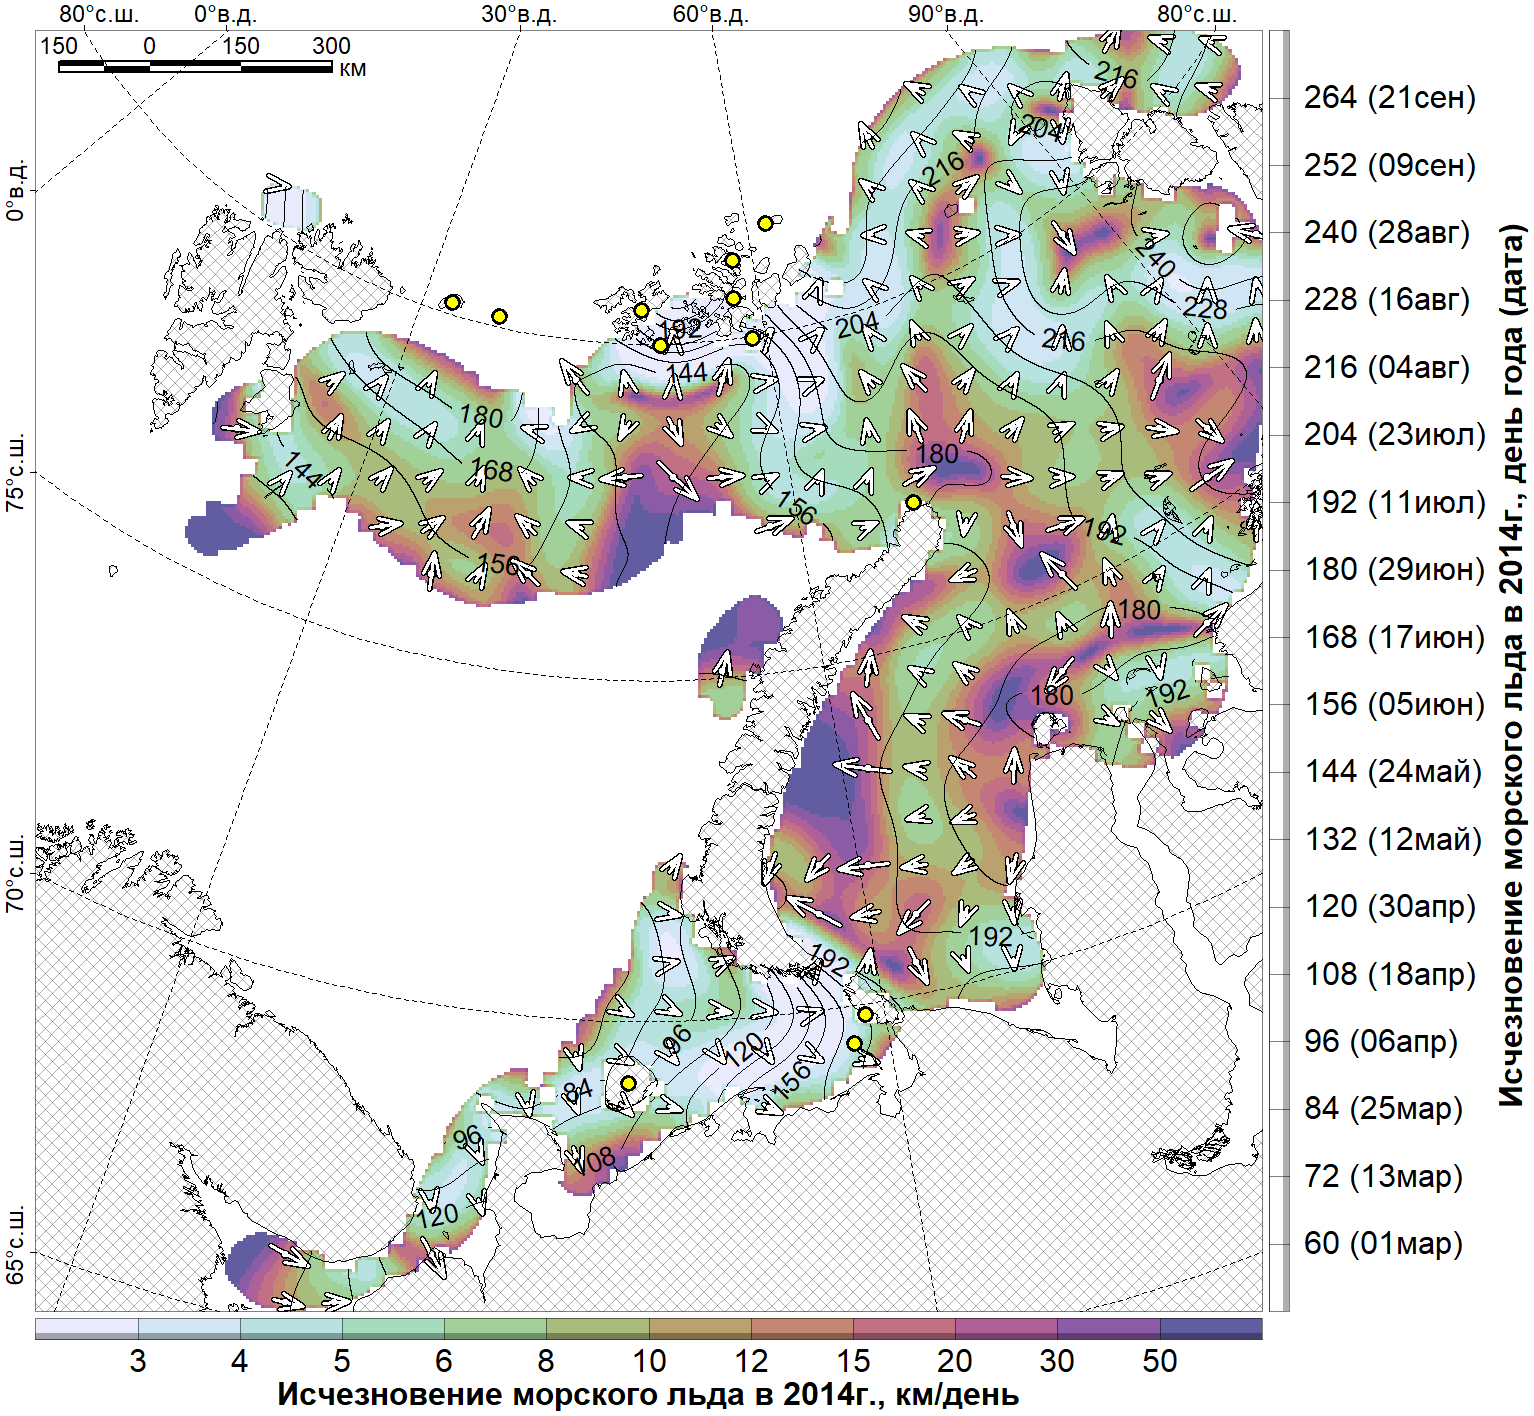 80°с.ш. 0°в.д. 30°в.д. 60°в.д. 90°в.д. 80°с.ш.
150 0 150 300
км
0°в.д.
75°с.ш.
70°с.ш.
65°с.ш.
216
204
216
240
228
204
216
192
144
180
180
168
144
156
156
192
180
180
192
192
192
96
120
156
84
96
108
120
264 (21сен)
252 (09сен)
240 (28авг)
228 (16авг)
216 (04авг)
204 (23июл)
192 (11июл)
180 (29июн)
168 (17июн)
156 (05июн)
144 (24май)
132 (12май)
120 (30апр)
108 (18апр)
96 (06апр)
84 (25мар)
72 (13мар)
60 (01мар)
Исчезновение морского льда в 2014г., день года (дата)
3 4 5 6 8 10 12 15 20 30 50
Исчезновение морского льда в 2014г., км/день